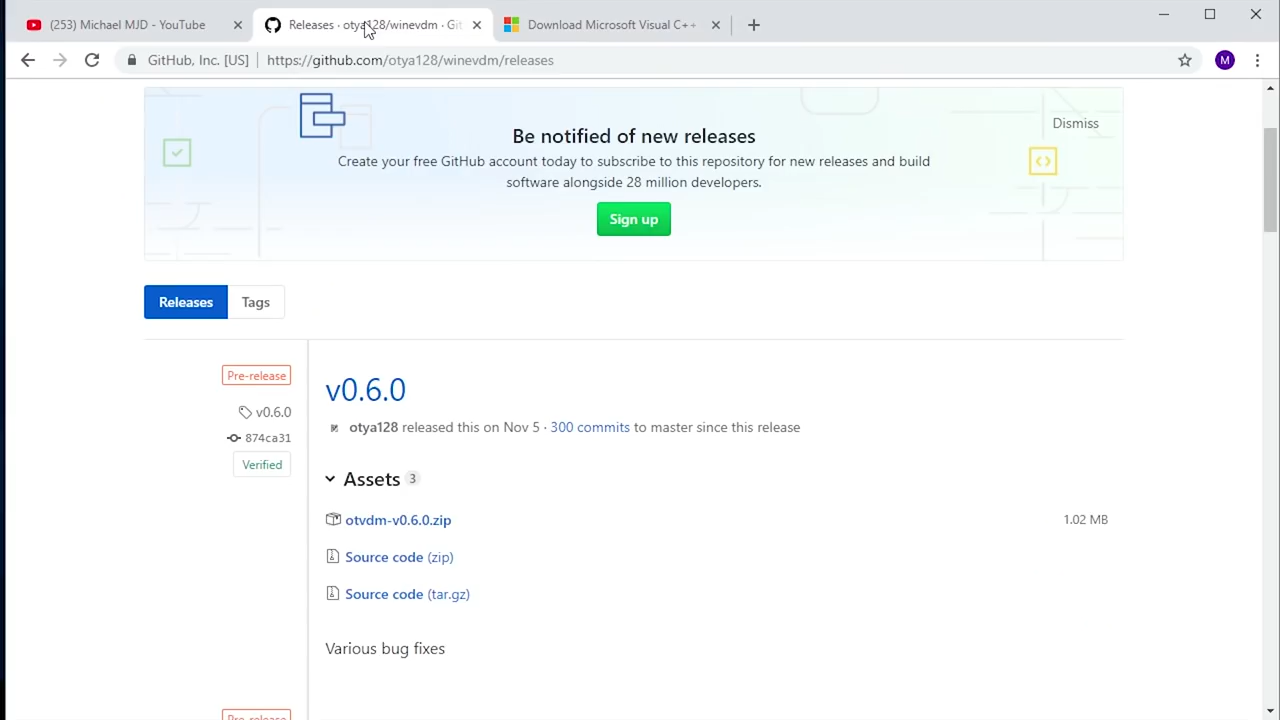 (253) Michael MJD - YouTube
Releases · otya128/winevdm · Git
Download Microsoft Visual C++
GitHub, Inc. [US] | https://github.com/otya128/winevdm/releases
M
Be notified of new releases
Dismiss
Create your free GitHub account today to subscribe to this repository for new releases and build
software alongside 28 million developers.
Sign up
Releases
Tags
Pre-release
v0.6.0
874ca31
Verified
v0.6.0
otya128 released this on Nov 5 · 300 commits to master since this release
Assets 3
otvdm-v0.6.0.zip
1.02 MB
Source code (zip)
Source code (tar.gz)
Various bug fixes
Pre-release